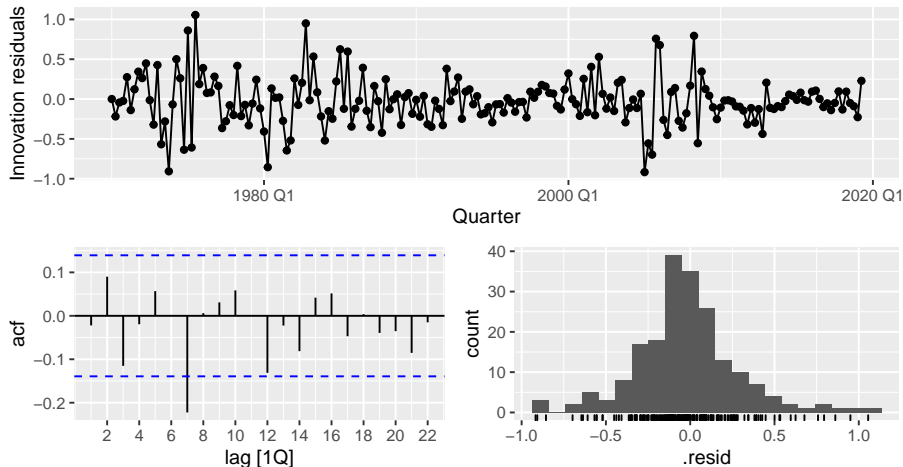 Innovation residuals
1.0
0.5
0.0
−0.5
−1.0
1980 Q1 2000 Q1 2020 Q1
Quarter
acf
0.1
0.0
−0.1
−0.2
2 4 6 8 10 12 14 16 18 20 22
lag [1Q]
count
40
30
20
10
0
−1.0 −0.5 0.0 0.5 1.0
.resid